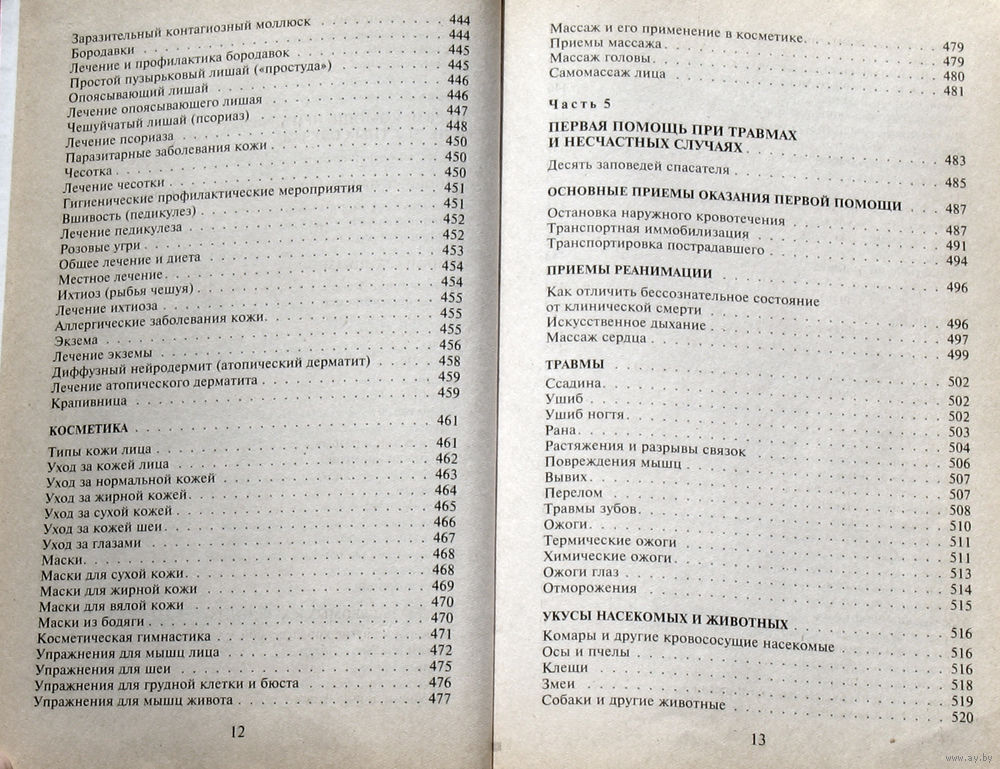 Заразительный контагиозный моллюск . . . 444
Бородавки . . . 444
Лечение и профилактика бородавок . . . 445
Простой пузырьковый лишай («простуда») . . . 445
Опоясывающий лишай . . . 446
Лечение опоясывающего лишая . . . 446
Чешуйчатый лишай (псориаз) . . . 447
Лечение псориаза . . . 448
Паразитарные заболевания кожи . . . 450
Чесотка . . . 450
Лечение чесотки . . . 450
Гигиенические профилактические мероприятия . . . 451
Вшивость (педикулез) . . . 451
Лечение педикулеза . . . 452
Розовые угри . . . 452
Общее лечение и диета . . . 453
Местное лечение . . . 454
Ихтиоз (рыбья чешуя) . . . 454
Лечение ихтиоза . . . 455
Аллергические заболевания кожи . . . 455
Экзема . . . 455
Лечение экземы . . . 456
Диффузный нейродермит (атопический дерматит) . . . 458
Лечение атопического дерматита . . . 459
Крапивница . . . 459
КОСМЕТИКА . . . 461
Типы кожи лица . . . 461
Уход за кожей лица . . . 462
Уход за нормальной кожей . . . 463
Уход за жирной кожей . . . 464
Уход за сухой кожей . . . 465
Уход за кожей шеи . . . 466
Уход за глазами . . . 467
Маски . . . 468
Маски для сухой кожи . . . 468
Маски для жирной кожи . . . 469
Маски для вялой кожи . . . 470
Маски из бодяги . . . 470
Косметическая гимнастика . . . 471
Упражнения для мышц лица . . . 472
Упражнения для шеи . . . 475
Упражнения для грудной клетки и бюста . . . 476
Упражнения для мышц живота . . . 477
12
Массаж и его применение в косметике . . . 479
Приемы массажа . . . 479
Массаж головы . . . 480
Самомассаж лица . . . 481
Часть 5
ПЕРВАЯ ПОМОЩЬ ПРИ ТРАВМАХ
И НЕСЧАСТНЫХ СЛУЧАЯХ . . . 483
Десять заповедей спасателя . . . 485
ОСНОВНЫЕ ПРИЕМЫ ОКАЗАНИЯ ПЕРВОЙ ПОМОЩИ . . . 487
Остановка наружного кровотечения . . . 487
Транспортная иммобилизация . . . 491
Транспортировка пострадавшего . . . 494
ПРИЕМЫ РЕАНИМАЦИИ . . . 496
Как отличить бессознательное состояние
от клинической смерти . . . 496
Искусственное дыхание . . . 497
Массаж сердца . . . 499
ТРАВМЫ . . . 502
Ссадина . . . 502
Ушиб . . . 502
Ушиб ногтя . . . 503
Рана . . . 504
Растяжения и разрывы связок . . . 506
Повреждения мышц . . . 507
Вывих . . . 507
Перелом . . . 508
Травмы зубов . . . 510
Ожоги . . . 511
Термические ожоги . . . 511
Химические ожоги . . . 513
Ожоги глаз . . . 514
Отморожения . . . 515
УКУСЫ НАСЕКОМЫХ И ЖИВОТНЫХ . . . 516
Комары и другие кровососущие насекомые . . . 516
Осы и пчелы . . . 516
Клещи . . . 518
Змеи . . . 519
Собаки и другие животные . . . 520
13
www.ay.by